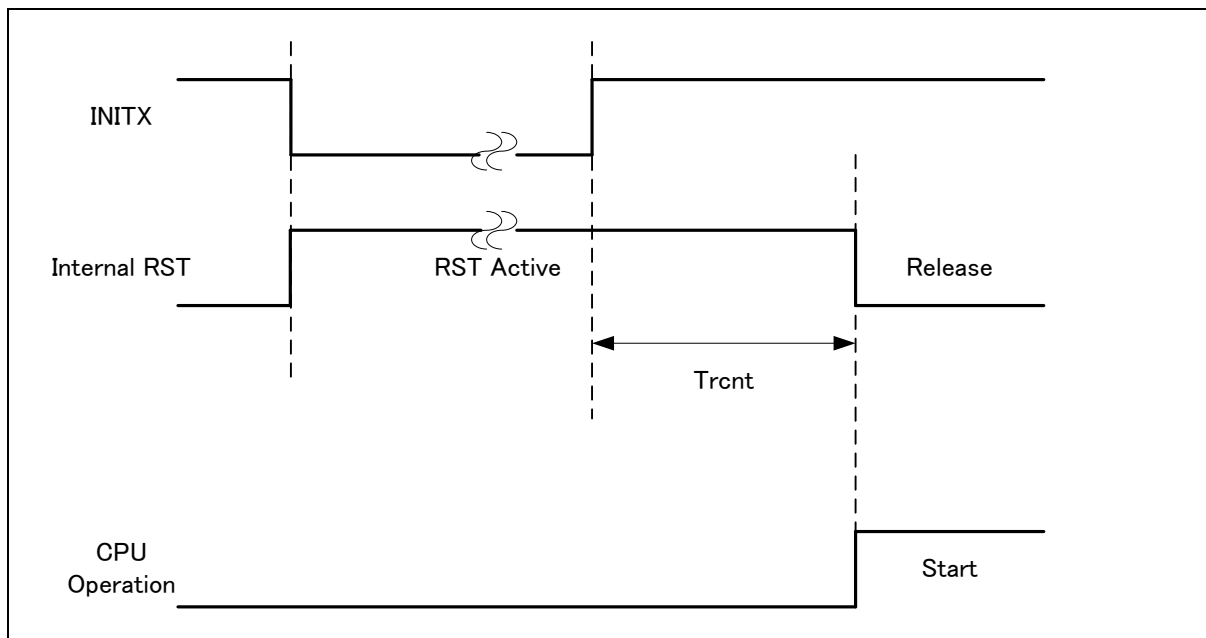 INITX
Internal RST
RST Active
Release
Trcnt
CPU
Operation
Start